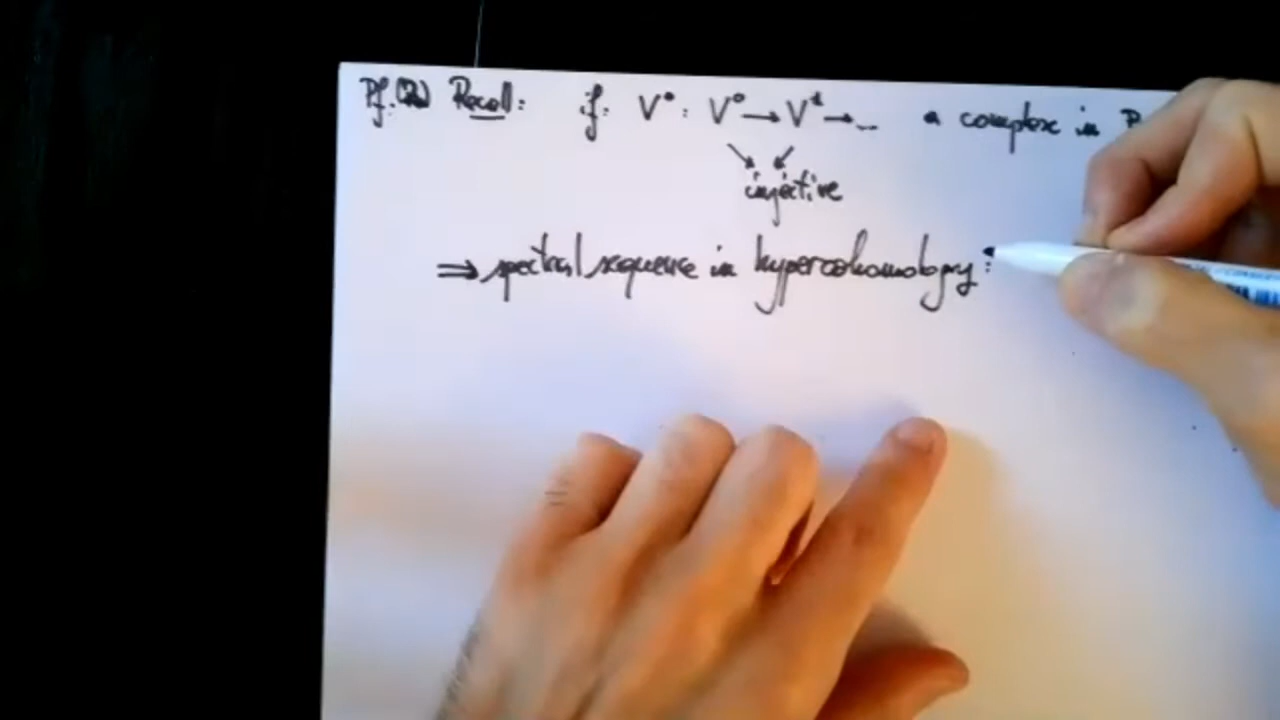 Pf. (2) Recall: if V• : V⁰ → V¹ → ... a complex in
injective
⇒ spectral sequence in hypercohomology :